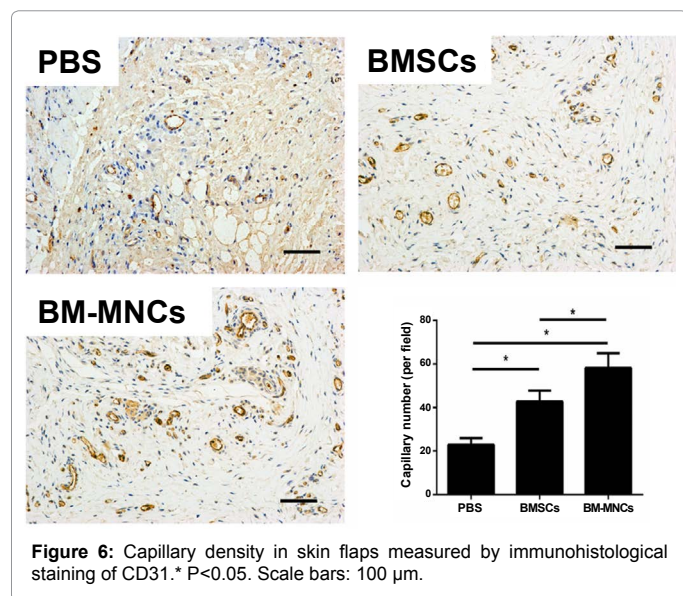 PBS
BMSCs
BM-MNCs
Capillary number (per field)
80
60
40
20
0
*
*
*
PBS
BMSCs
BM-MNCs
Figure 6: Capillary density in skin flaps measured by immunohistological
staining of CD31.* P<0.05. Scale bars: 100 µm.